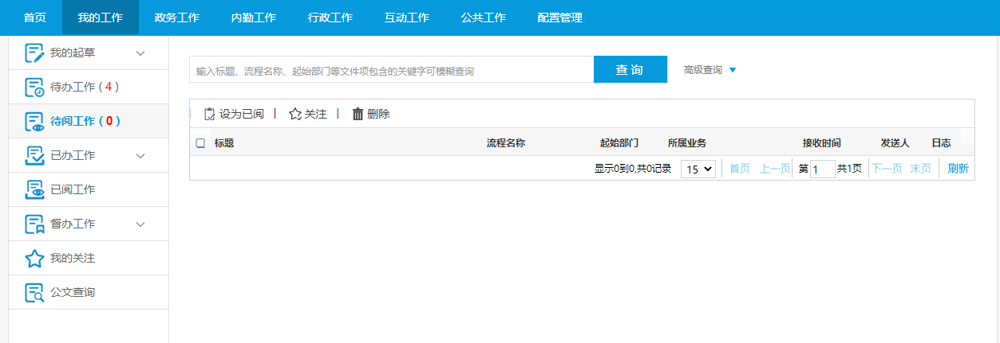 首页 我的工作 政务工作 内勤工作 行政工作 互动工作 公共工作 配置管理
我的起草
待办工作 ( 4 )
待阅工作 ( 0 )
已办工作
已阅工作
督办工作
我的关注
公文查询
输入标题、流程名称、起始部门等文件项包含的关键字可模糊查询 查 询 高级查询
设为已阅 关注 删除
标题 流程名称 起始部门 所属业务 接收时间 发送人 日志
显示0到0,共0记录 15 首页 上一页 第 1 共1页 下一页 末页 刷新